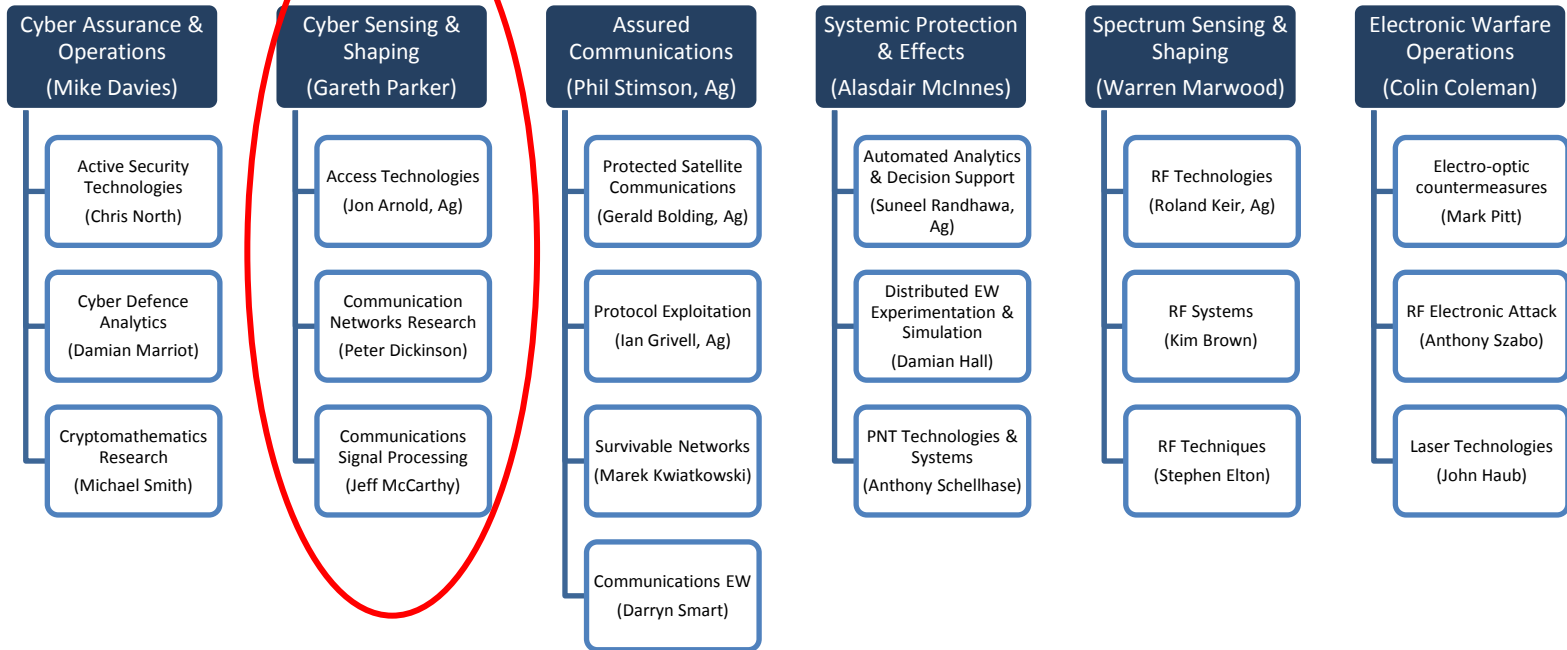 Cyber Assurance &
Operations
(Mike Davies)
Active Security
Technologies
(Chris North)
Cyber Defence
Analytics
(Damian Marriot)
Cryptomathematics
Research
(Michael Smith)
Cyber Sensing &
Shaping
(Gareth Parker)
Access Technologies
(Jon Arnold, Ag)
Communication
Networks Research
(Peter Dickinson)
Communications
Signal Processing
(Jeff McCarthy)
Assured
Communications
(Phil Stimson, Ag)
Protected Satellite
Communications
(Gerald Bolding, Ag)
Protocol Exploitation
(Ian Grivell, Ag)
Survivable Networks
(Marek Kwiatkowski)
Communications EW
(Darryn Smart)
Systemic Protection
& Effects
(Alasdair McInnes)
Automated Analytics
& Decision Support
(Suneel Randhawa,
Ag)
Distributed EW
Experimentation &
Simulation
(Damian Hall)
PNT Technologies &
Systems
(Anthony Schellhase)
Spectrum Sensing &
Shaping
(Warren Marwood)
RF Technologies
(Roland Keir, Ag)
RF Systems
(Kim Brown)
RF Techniques
(Stephen Elton)
Electronic Warfare
Operations
(Colin Coleman)
Electro-optic
countermeasures
(Mark Pitt)
RF Electronic Attack
(Anthony Szabo)
Laser Technologies
(John Haub)